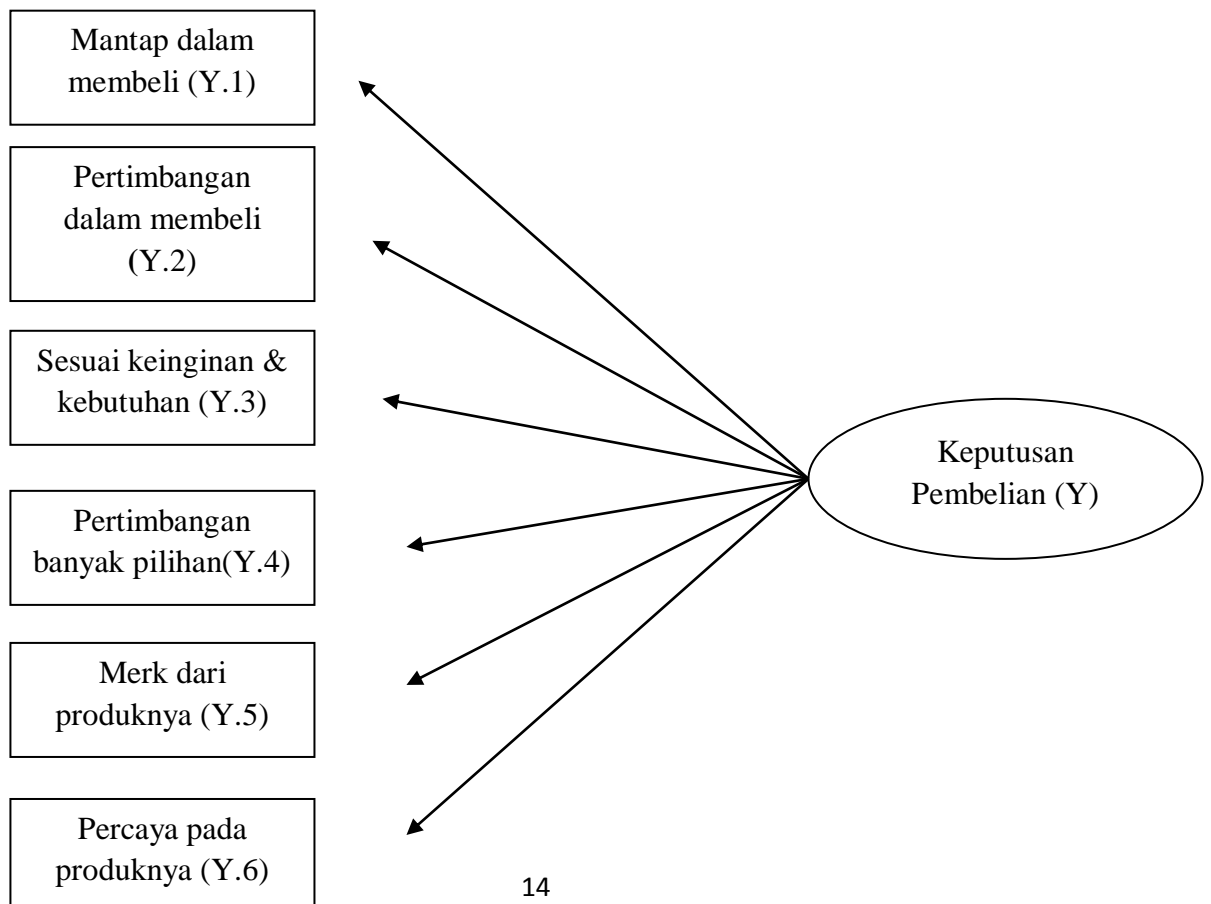 Mantap dalam
membeli (Y.1)
Pertimbangan
dalam membeli
(Y.2)
Sesuai keinginan &
kebutuhan (Y.3)
Pertimbangan
banyak pilihan(Y.4)
Merk dari
produknya (Y.5)
Percaya pada
produknya (Y.6)
Keputusan
Pembelian (Y)
14